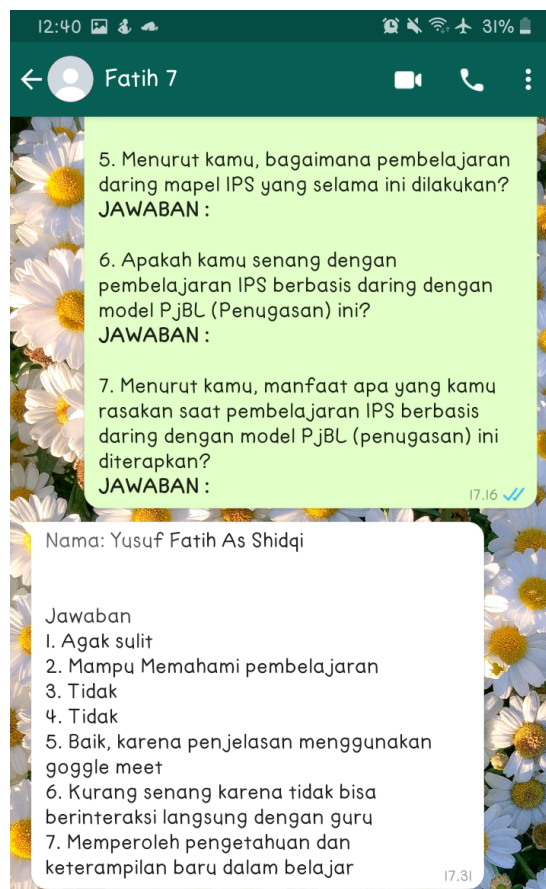 12:40 31%
Fatih 7
5. Menurut kamu, bagaimana pembelajaran
daring mapel IPS yang selama ini dilakukan?
JAWABAN :
6. Apakah kamu senang dengan
pembelajaran IPS berbasis daring dengan
model PjBL (Penugasan) ini?
JAWABAN :
7. Menurut kamu, manfaat apa yang kamu
rasakan saat pembelajaran IPS berbasis
daring dengan model PjBL (penugasan) ini
diterapkan?
JAWABAN :
17.16
Nama: Yusuf Fatih As Shidqi
Jawaban
1. Agak sulit
2. Mampu Memahami pembelajaran
3. Tidak
4. Tidak
5. Baik, karena penjelasan menggunakan
goggle meet
6. Kurang senang karena tidak bisa
berinteraksi langsung dengan guru
7. Memperoleh pengetahuan dan
keterampilan baru dalam belajar
17.31